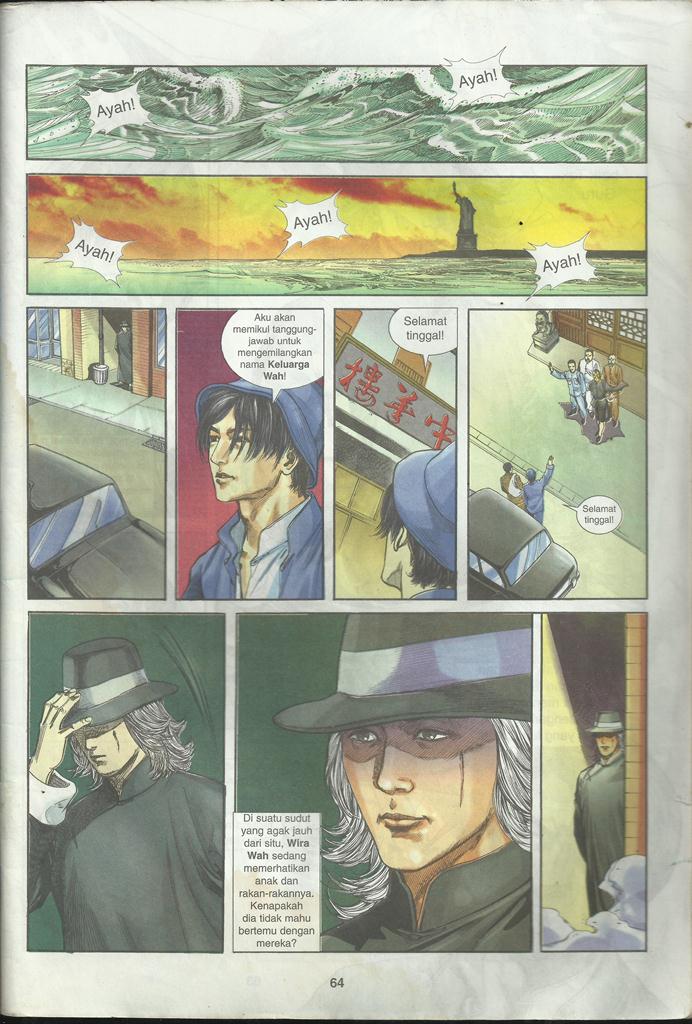 Ayah!
Ayah!
Ayah!
Ayah!
Ayah!
Aku akan
memikul tanggung-
jawab untuk
mengemilangkan
nama Keluarga
Wah!
Selamat
tinggal!
樓華中
Selamat
tinggal!
Di suatu sudut
yang agak jauh
dari situ, Wira
Wah sedang
memerhatikan
anak dan
rakan-rakannya.
Kenapakah
dia tidak mahu
bertemu dengan
mereka?
64